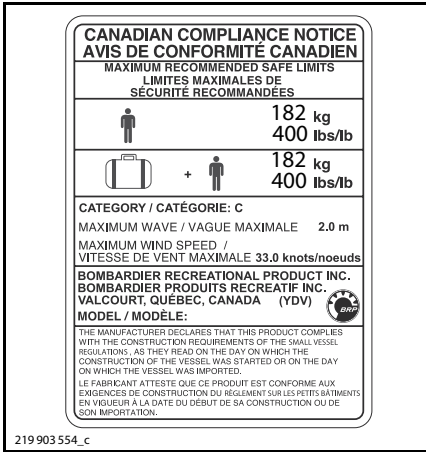 CANADIAN COMPLIANCE NOTICE
AVIS DE CONFORMITÉ CANADIEN
MAXIMUM RECOMMENDED SAFE LIMITS
LIMITES MAXIMALES DE
SÉCURITÉ RECOMMANDÉES
182 kg
400 lbs/lb
+
182 kg
400 lbs/lb
CATEGORY / CATÉGORIE: C
MAXIMUM WAVE / VAGUE MAXIMALE 2.0 m
MAXIMUM WIND SPEED /
VITESSE DE VENT MAXIMALE 33.0 knots/noeuds
BOMBARDIER RECREATIONAL PRODUCT INC.
BOMBARDIER PRODUITS RECREATIF INC.
VALCOURT, QUÉBEC, CANADA (YDV)
BRP
MODEL / MODÈLE:
THE MANUFACTURER DECLARES THAT THIS PRODUCT COMPLIES
WITH THE CONSTRUCTION REQUIREMENTS OF THE SMALL VESSEL
REGULATIONS , AS THEY READ ON THE DAY ON WHICH THE
CONSTRUCTION OF THE VESSEL WAS STARTED OR ON THE DAY
ON WHICH THE VESSEL WAS IMPORTED.
LE FABRICANT ATTESTE QUE CE PRODUIT EST CONFORME AUX
EXIGENCES DE CONSTRUCTION DU RÈGLEMENT SUR LES PETITS BÂTIMENTS
EN VIGUEUR À LA DATE DU DÉBUT DE SA CONSTRUCTION OU DE
SON IMPORTATION.
219 903 554_c